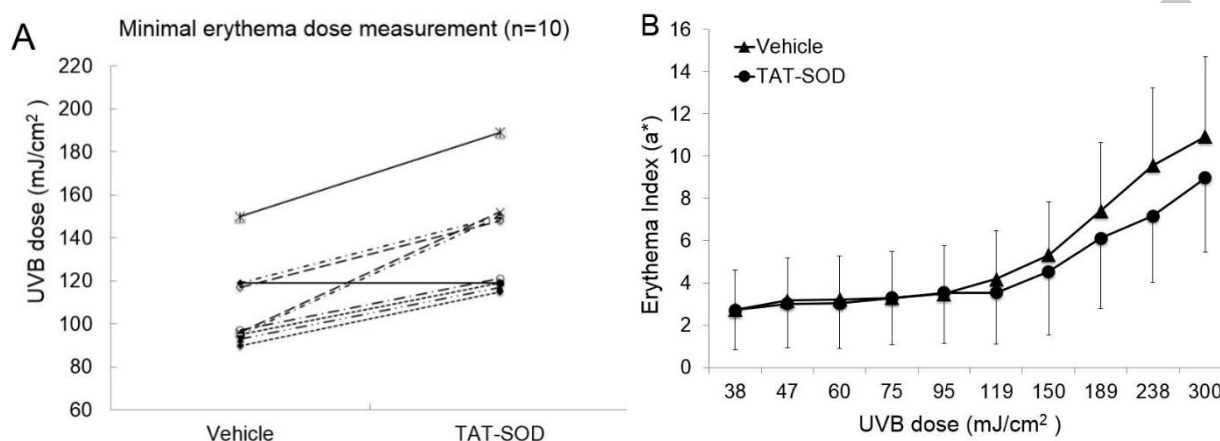 A
Minimal erythema dose measurement (n=10)
UVB dose (mJ/cm²)
220
200
180
160
140
120
100
80
60
Vehicle
TAT-SOD
B
Vehicle
TAT-SOD
Erythema Index (a*)
16
14
12
10
8
6
4
2
0
38 47 60 75 95 119 150 189 238 300
UVB dose (mJ/cm²)